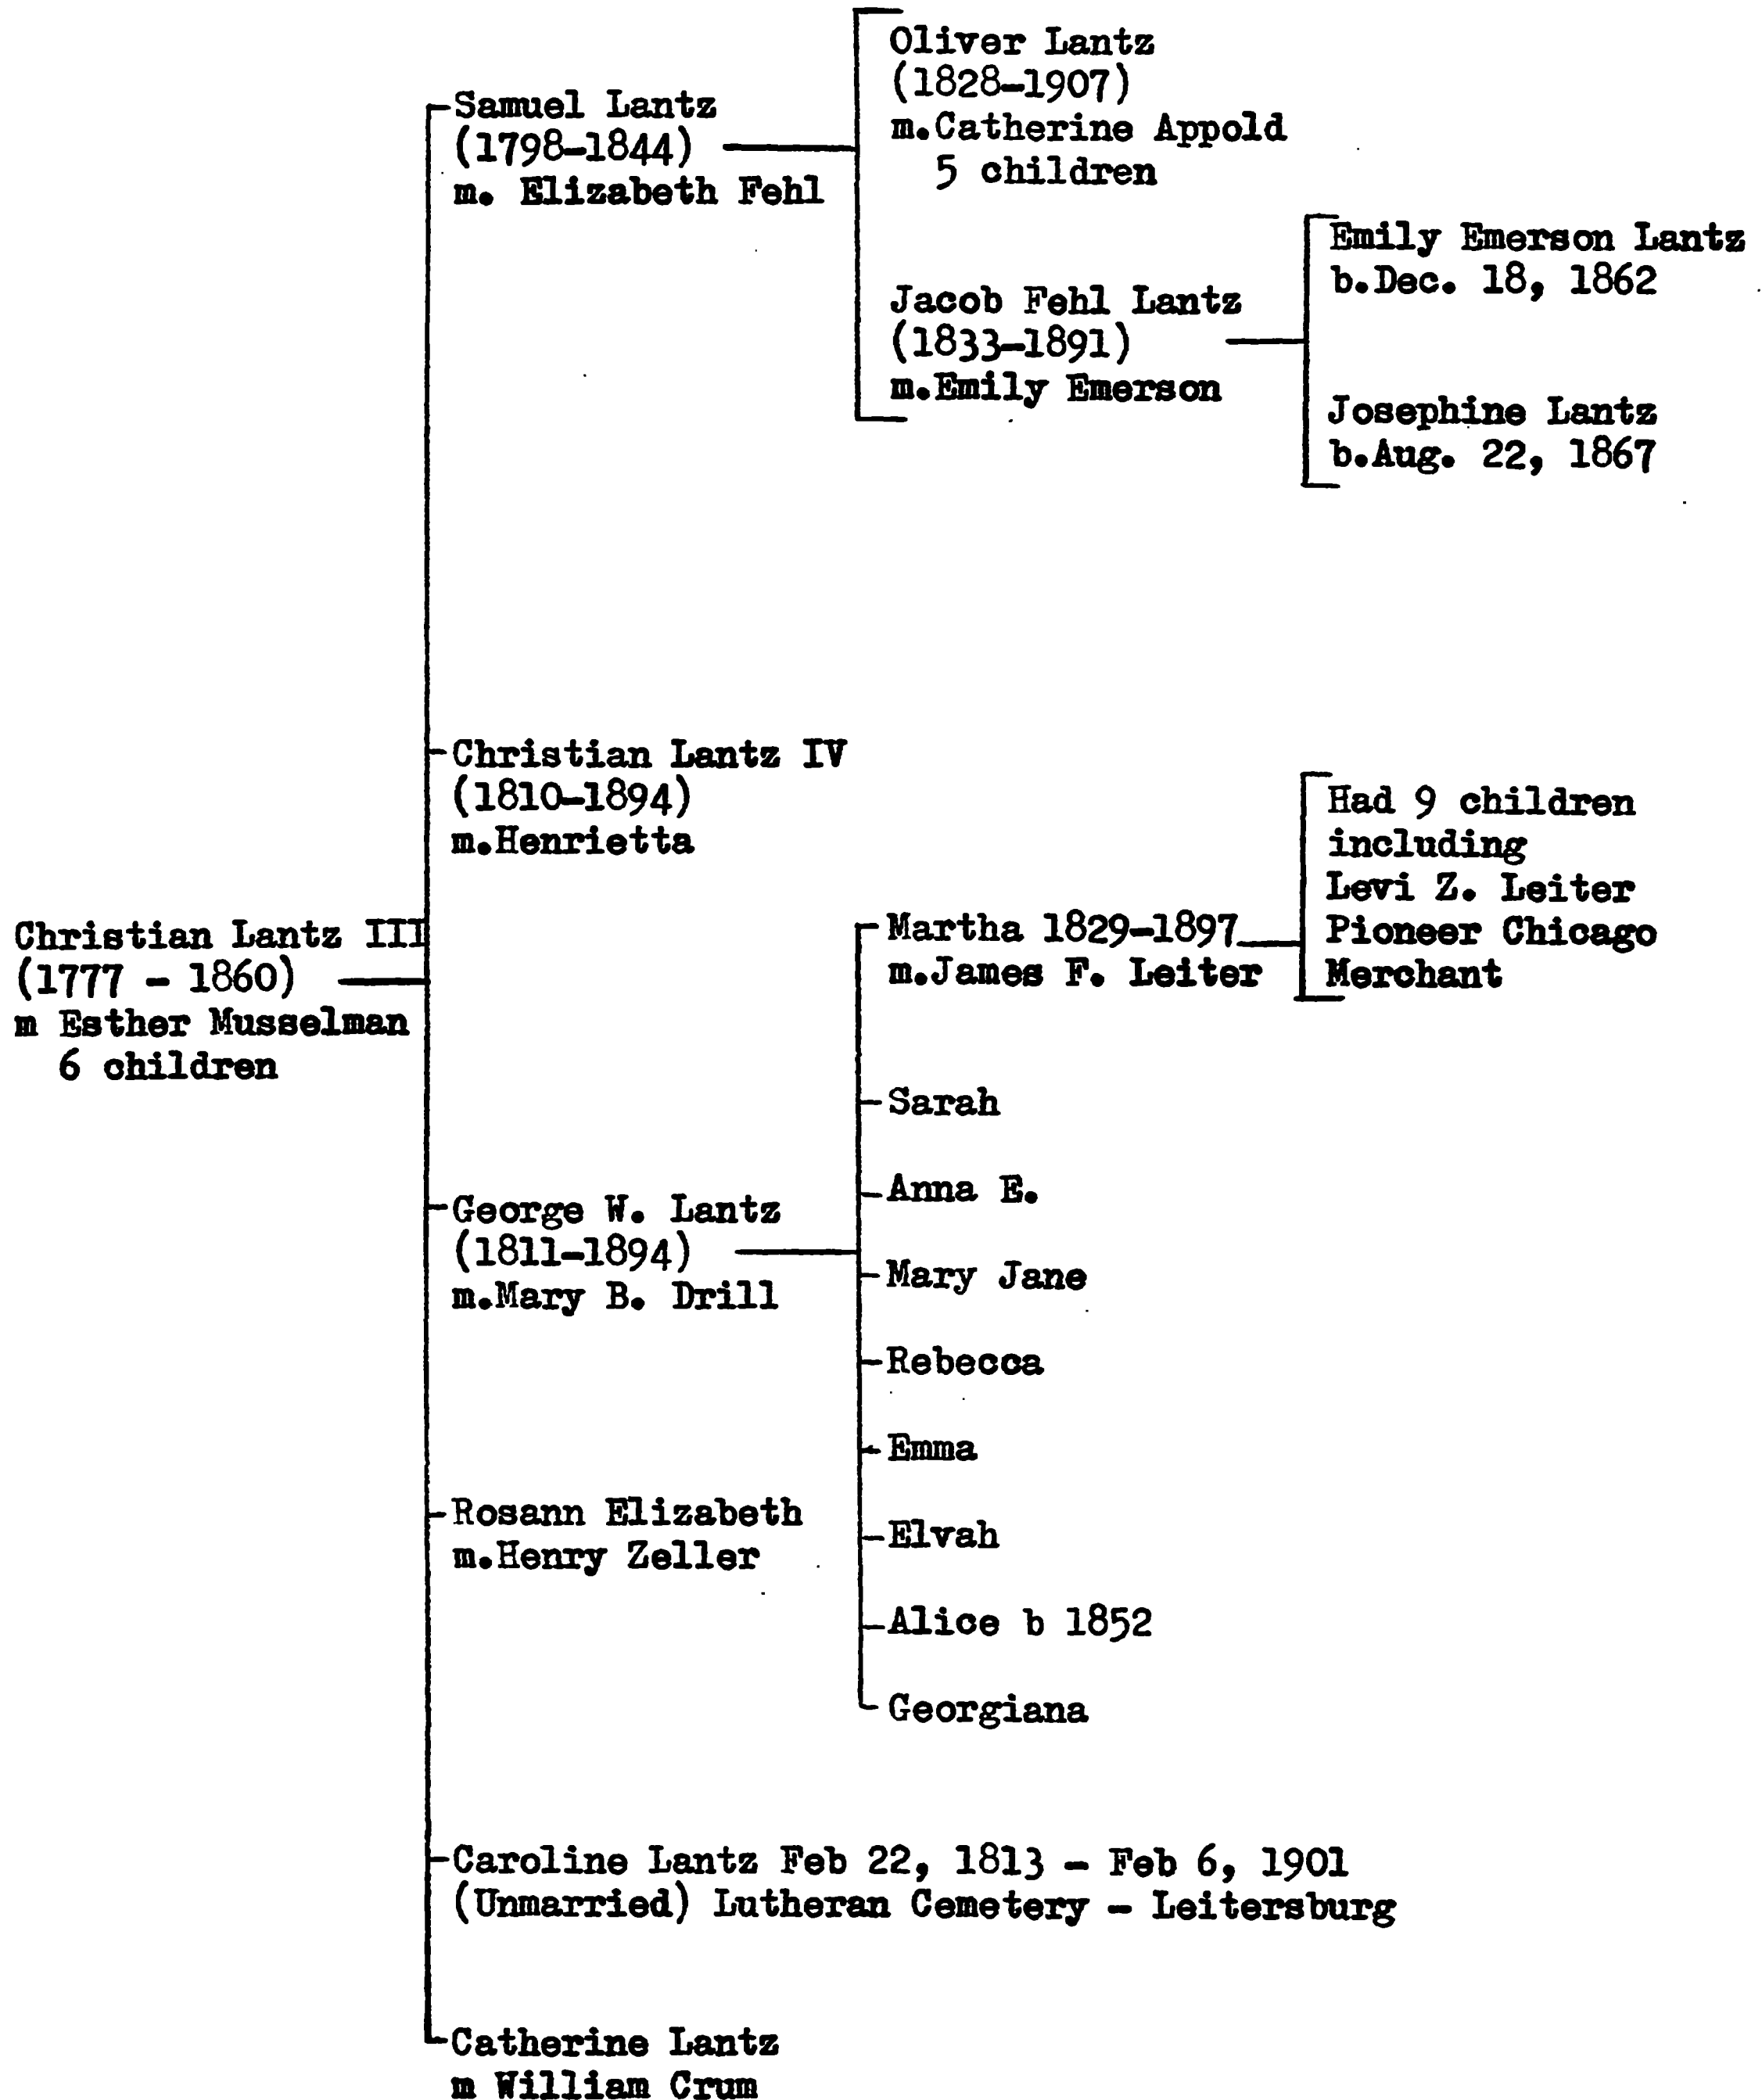 Oliver Lantz
(1828-1907)
m.Catherine Appold
5 children
Samuel Lantz
(1798-1844)
m. Elizabeth Fehl
Emily Emerson Lantz
b.Dec. 18, 1862
Jacob Fehl Lantz
(1833-1891)
m.Emily Emerson
Josephine Lantz
b.Aug. 22, 1867
Christian Lantz IV
(1810-1894)
m.Henrietta
Had 9 children
including
Levi Z. Leiter
Pioneer Chicago
Merchant
Christian Lantz III
(1777 - 1860)
m Esther Musselman
6 children
Martha 1829-1897
m.James F. Leiter
Sarah
Anna E.
George W. Lantz
(1811-1894)
m.Mary B. Drill
Mary Jane
Rebecca
Emma
Rosann Elizabeth
m.Henry Zeller
Elvah
Alice b 1852
Georgiana
Caroline Lantz Feb 22, 1813 - Feb 6, 1901
(Unmarried) Lutheran Cemetery - Leitersburg
Catherine Lantz
m William Crum